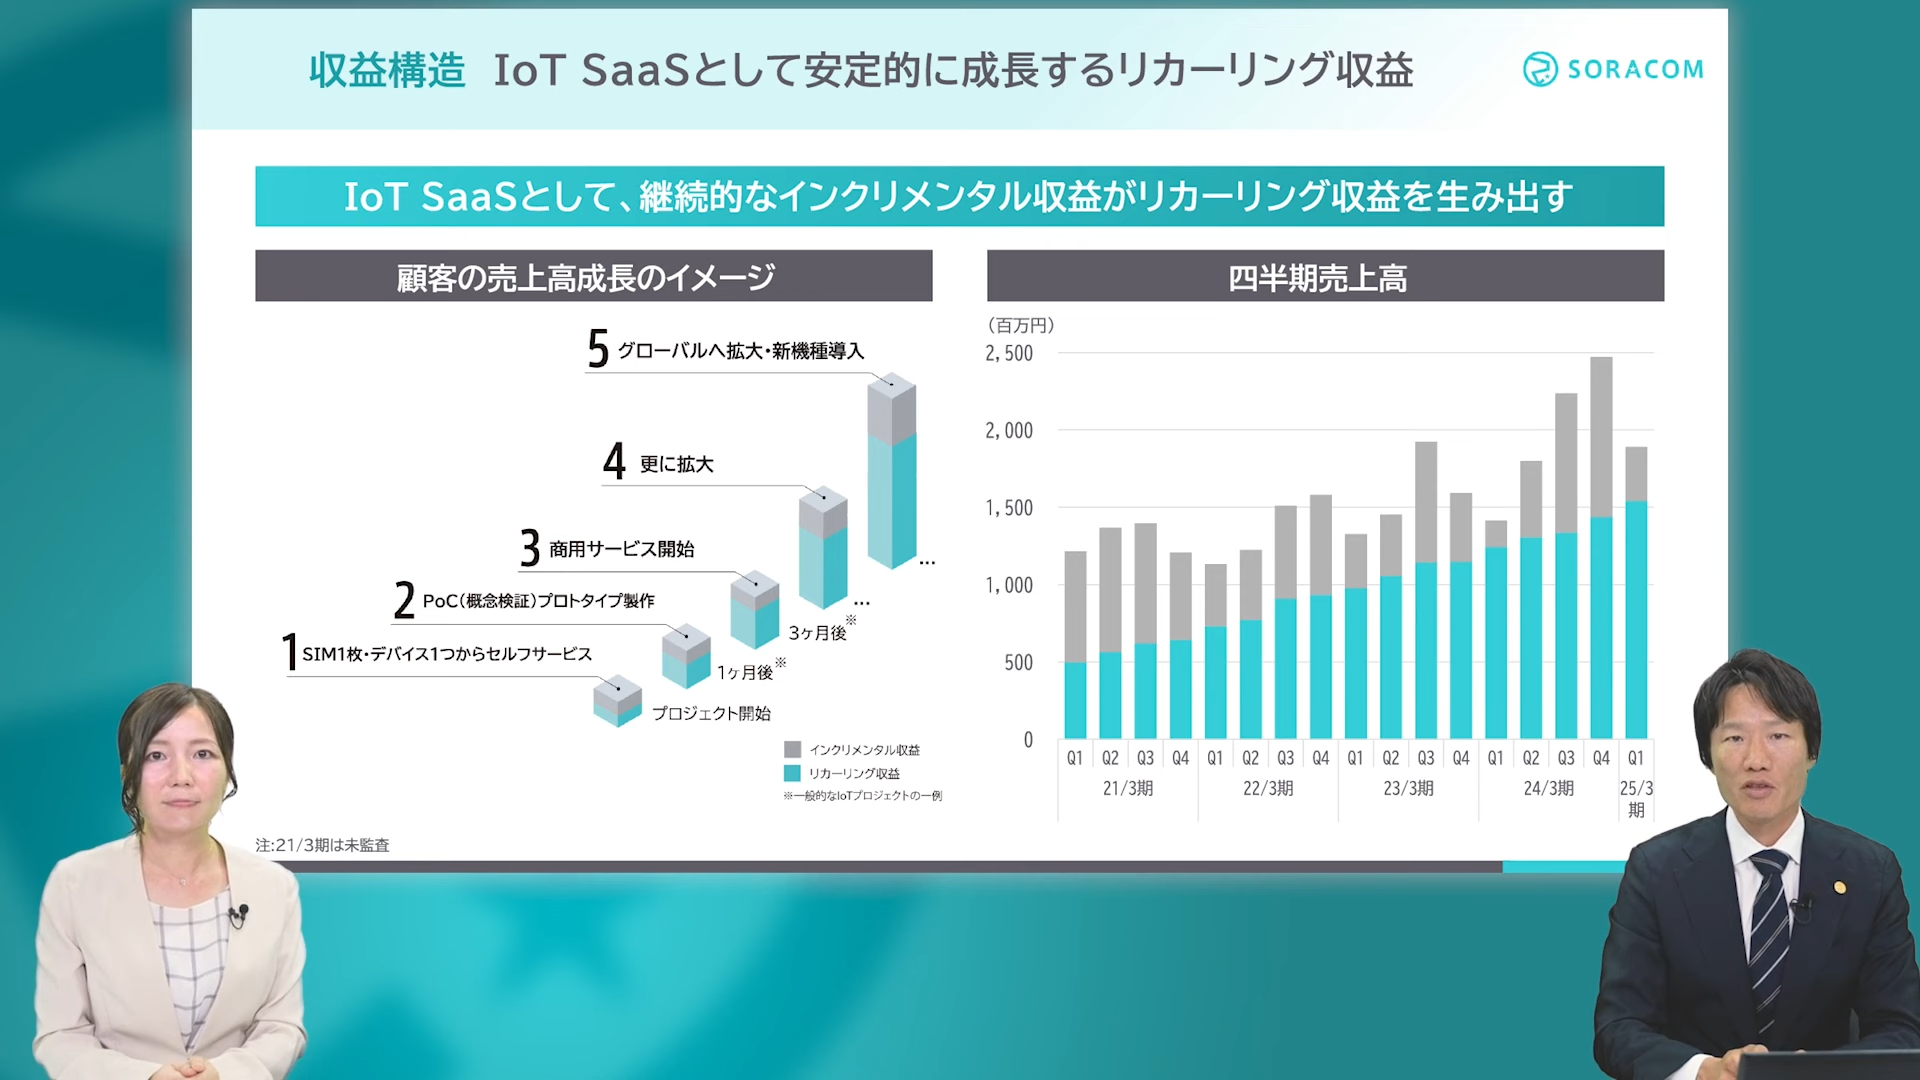 収益構造 IoT SaaSとして安定的に成長するリカーリング収益
SORACOM
IoT SaaSとして、継続的なインクリメンタル収益がリカーリング収益を生み出す
顧客の売上高成長のイメージ
5 グローバルへ拡大・新機種導入
4 更に拡大
3 商用サービス開始
2 PoC(概念検証)プロトタイプ製作
1 SIM1枚・デバイス1つからセルフサービス
...
...
3ヶ月後※
1ヶ月後※
プロジェクト開始
インクリメンタル収益
リカーリング収益
※一般的なIoTプロジェクトの一例
四半期売上高
(百万円)
2,500
2,000
1,500
1,000
500
0
Q1 Q2 Q3 Q4 Q1 Q2 Q3 Q4 Q1 Q2 Q3 Q4 Q1 Q2 Q3 Q4 Q1
21/3期 22/3期 23/3期 24/3期 25/3
期
注:21/3期は未監査